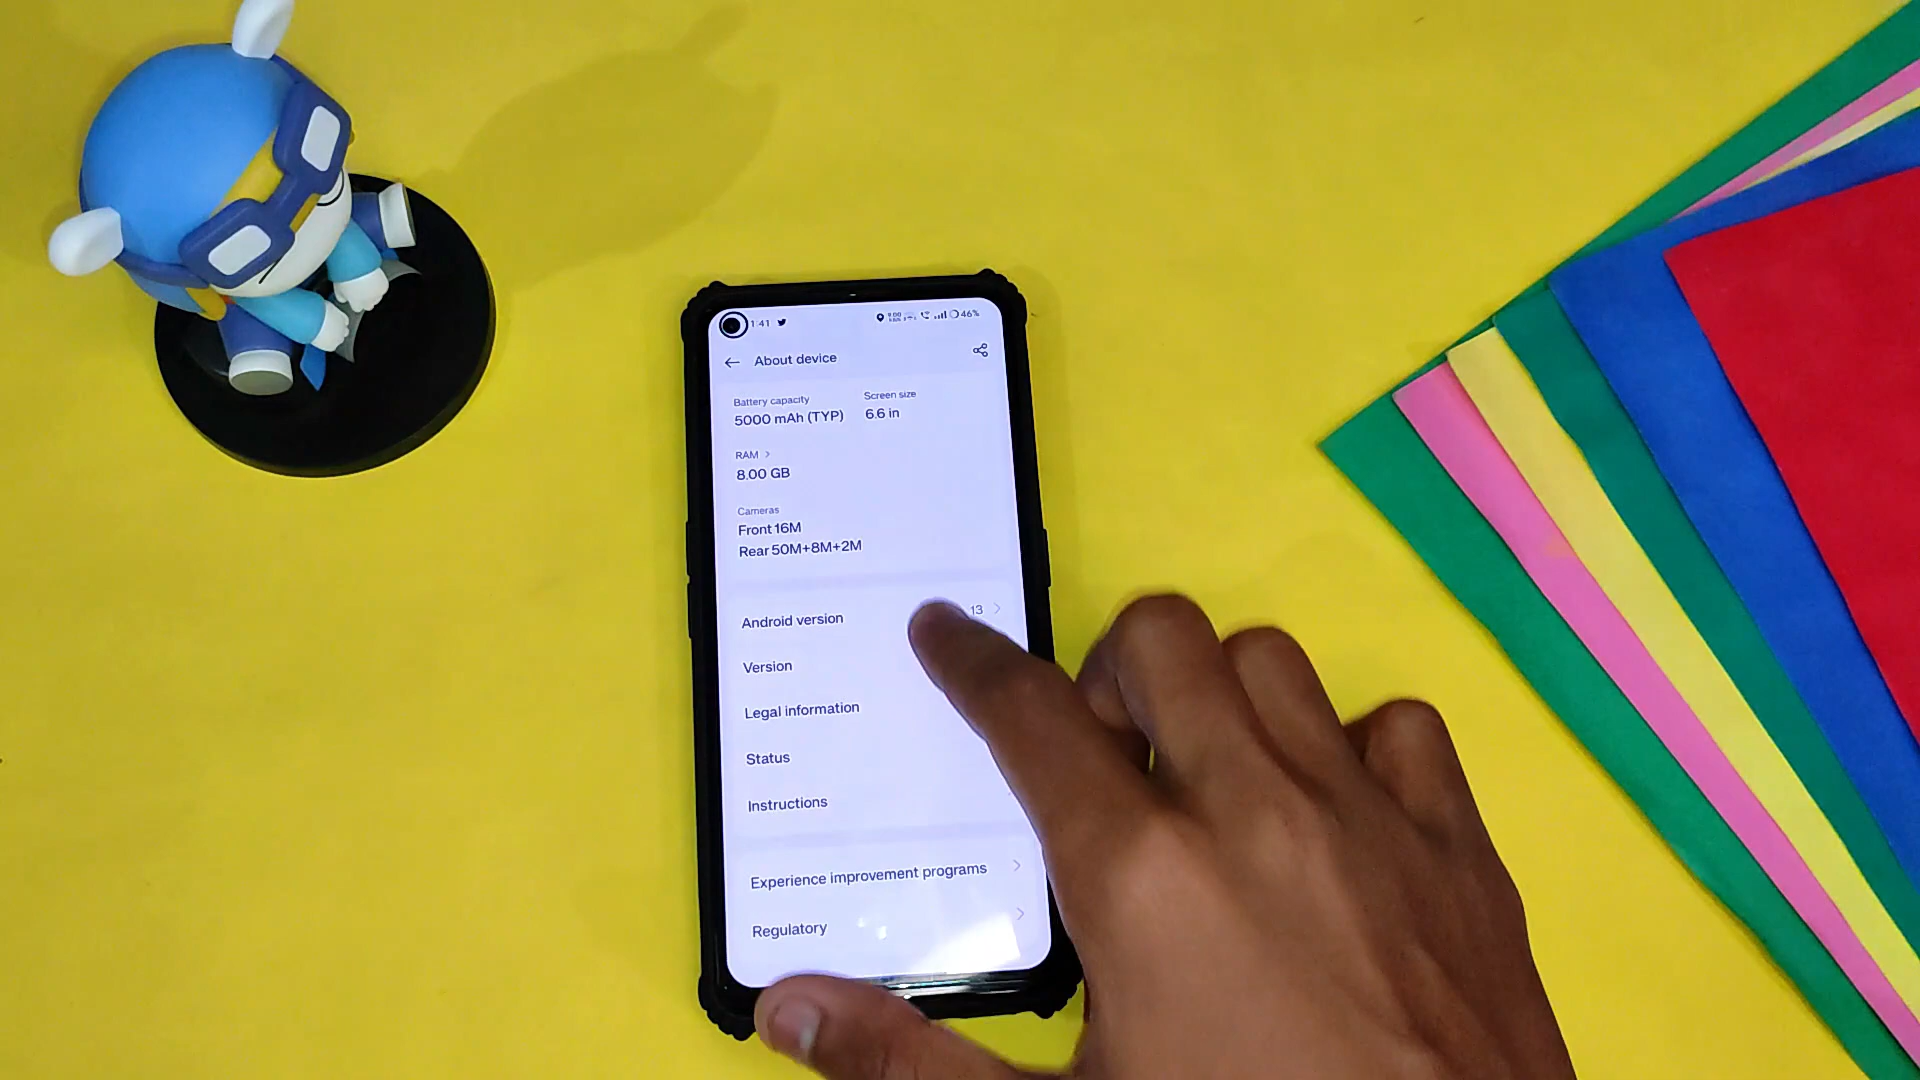 1:41 46%
About device
Battery capacity Screen size
5000 mAh (TYP) 6.6 in
RAM >
8.00 GB
Cameras
Front 16M
Rear 50M+8M+2M
Android version 13 >
Version
Legal information
Status
Instructions
Experience improvement programs >
Regulatory >